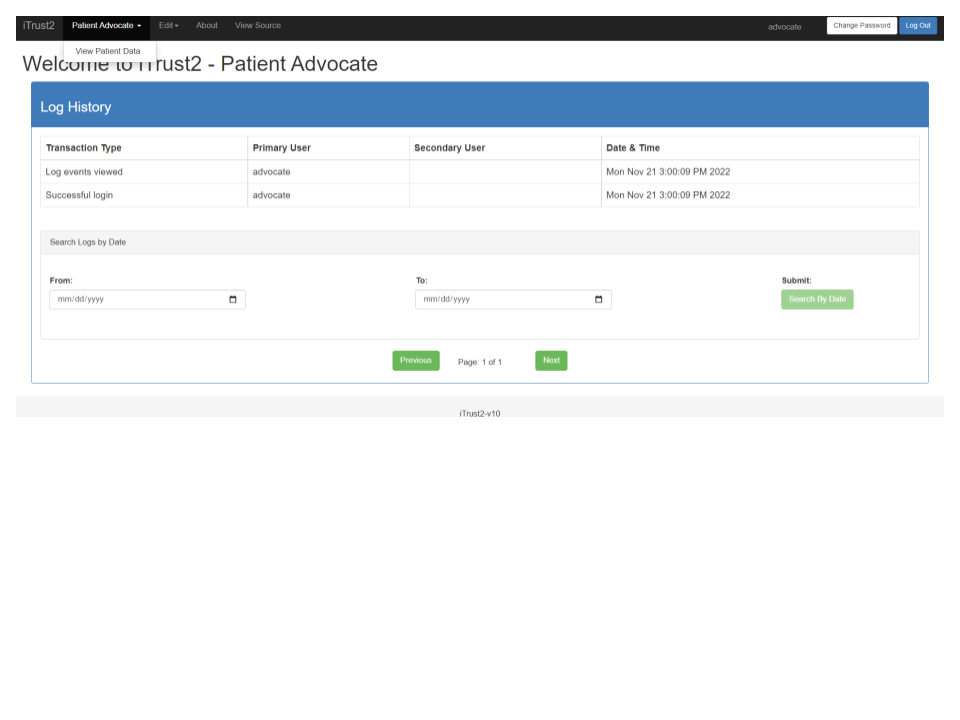 iTrust2 Patient Advocate Edit About View Source advocate Change Password Log Out
View Patient Data
Welcome to iTrust2 - Patient Advocate
Log History
Transaction Type Primary User Secondary User Date & Time
Log events viewed advocate Mon Nov 21 3:00:09 PM 2022
Successful login advocate Mon Nov 21 3:00:09 PM 2022
Search Logs by Date
From: To: Submit:
mm/dd/yyyy mm/dd/yyyy Search By Date
Previous Page: 1 of 1 Next
iTrust2-v10